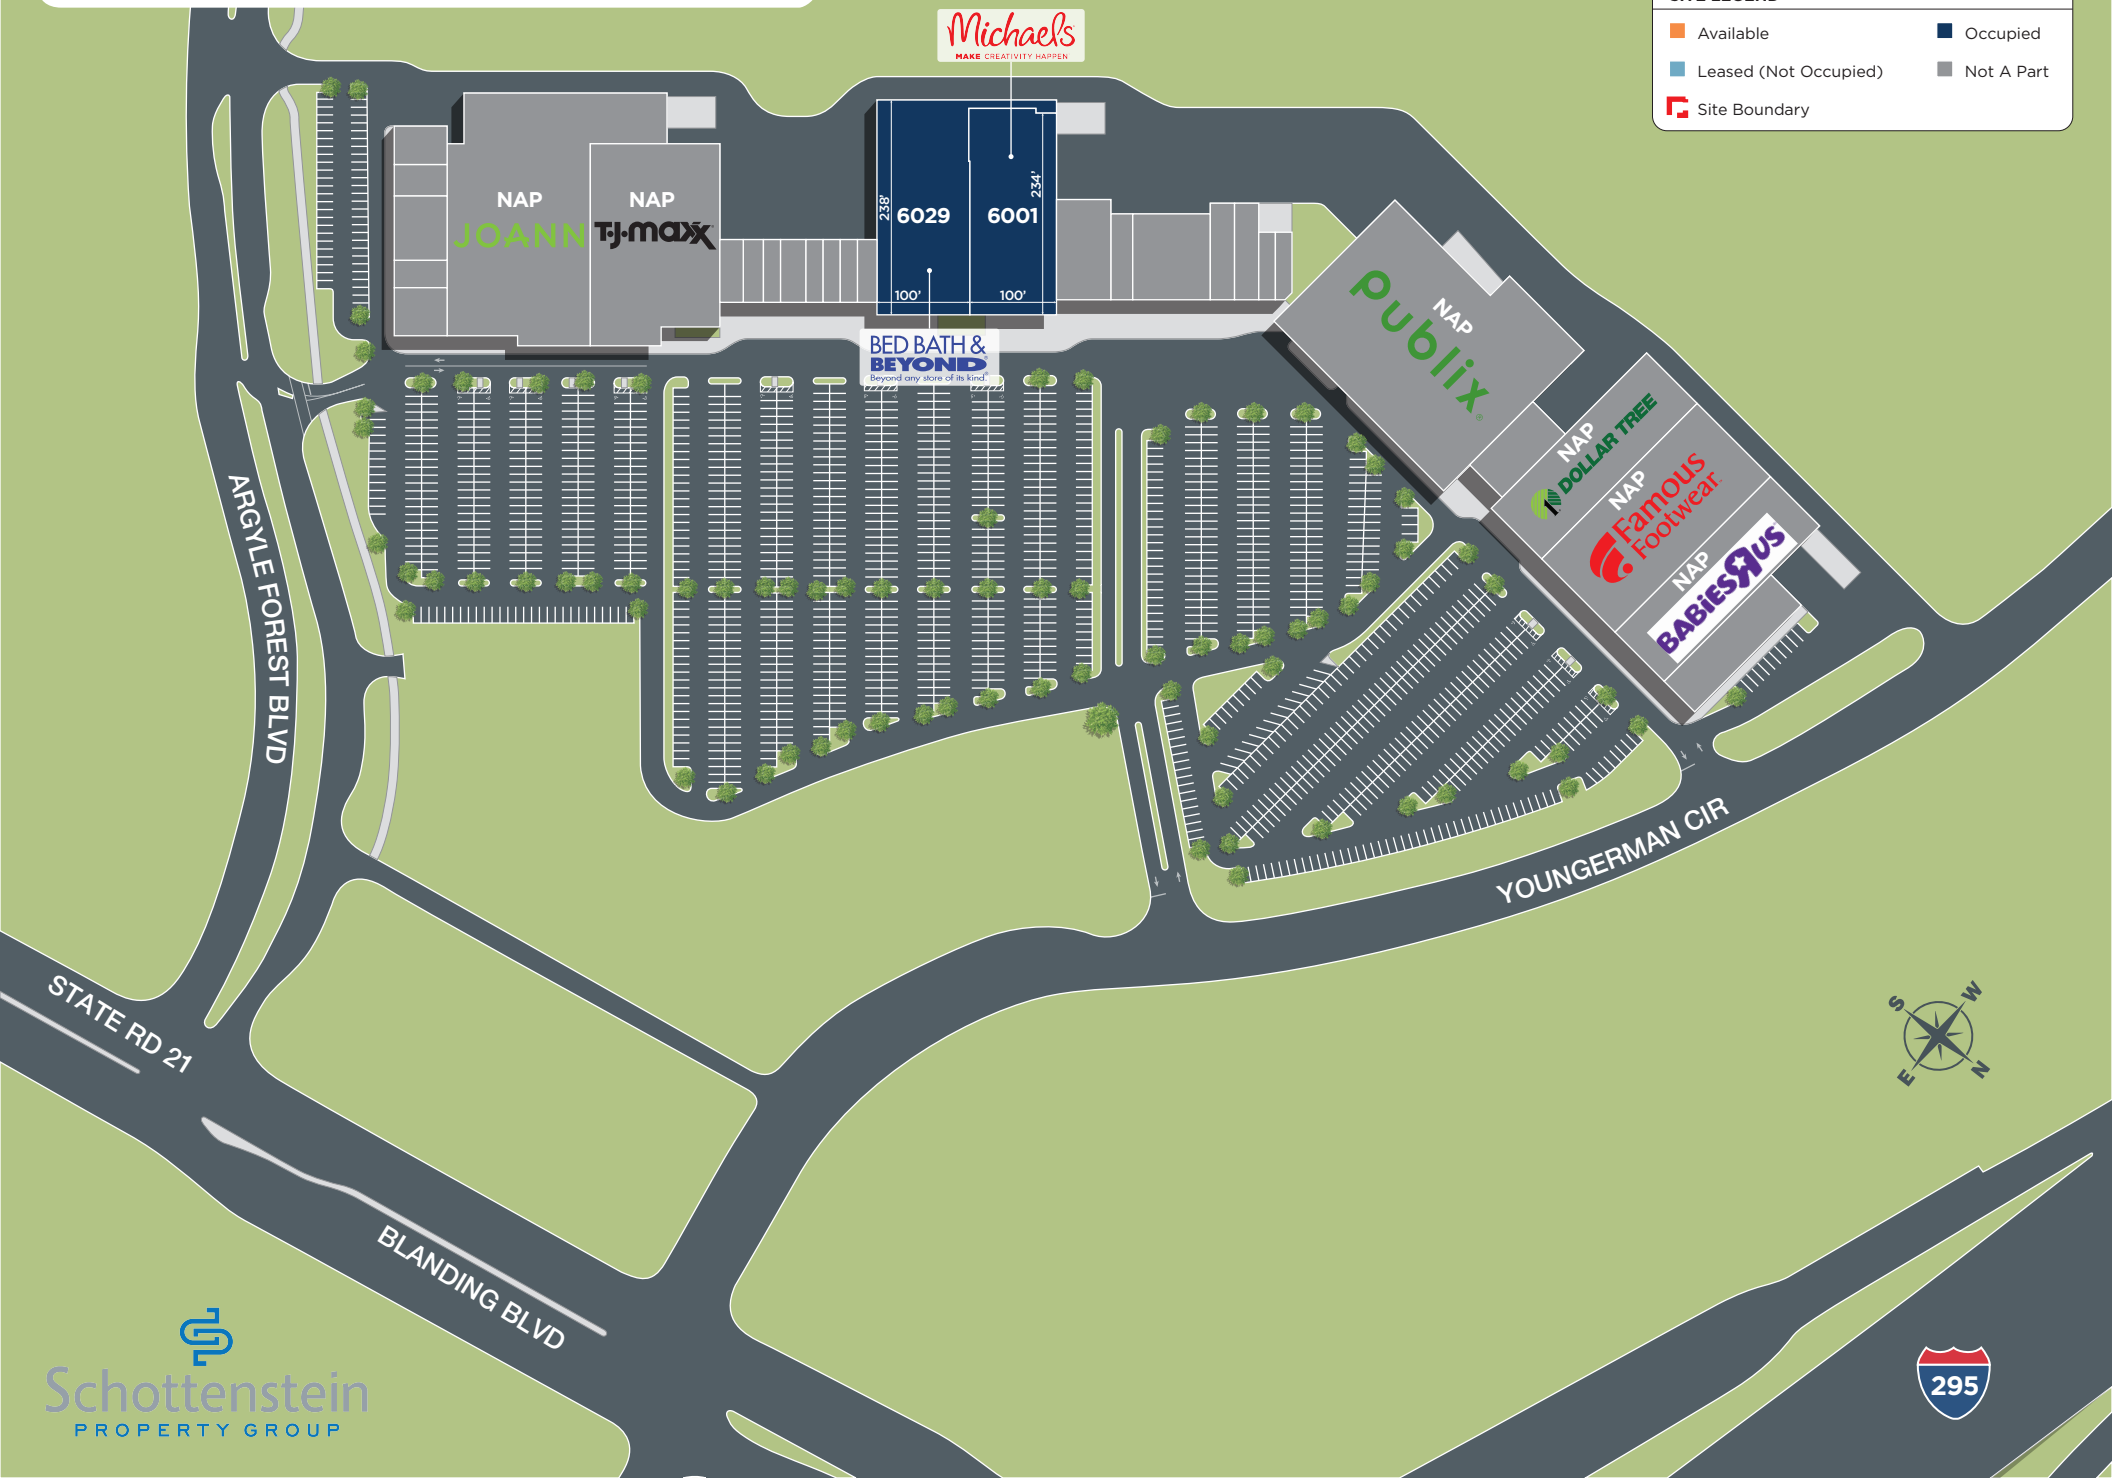 Available
Occupied
Leased (Not Occupied)
Not A Part
Site Boundary
Michaels
MAKE CREATIVITY HAPPEN
NAP
JOANN
NAP
T·J·maxx
238'
6029
100'
234'
6001
100'
BED BATH &
BEYOND
Beyond any store of its kind.
NAP
Publix
NAP
DOLLAR TREE
NAP
Famous
Footwear
NAP
BABIESRUS
ARGYLE FOREST BLVD
YOUNGERMAN CIR
STATE RD 21
BLANDING BLVD
S
W
E
N
295
Schottenstein
PROPERTY GROUP